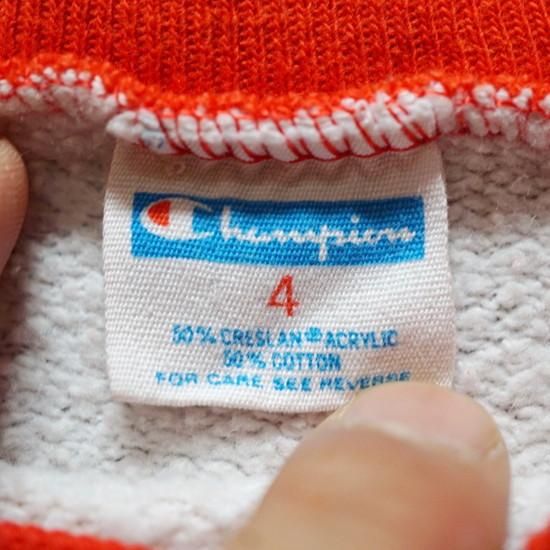 Champion
4
50% CRESLAN® ACRYLIC
50% COTTON
FOR CARE SEE REVERSE